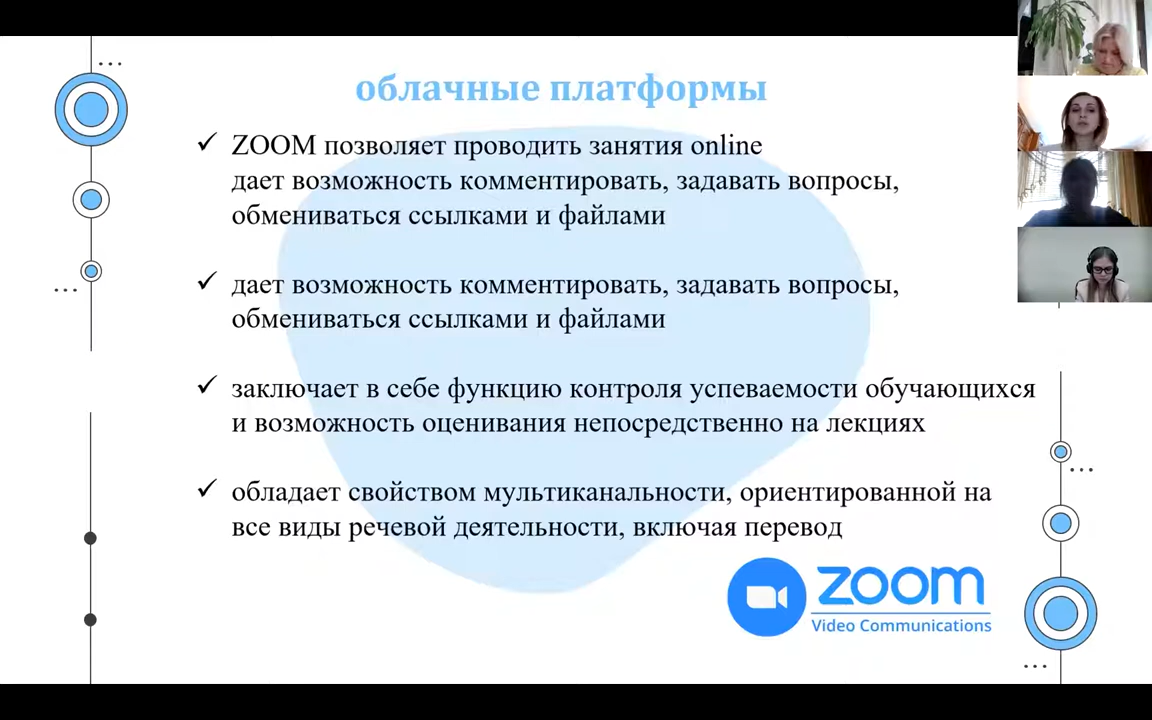 облачные платформы
ZOOM позволяет проводить занятия online
дает возможность комментировать, задавать вопросы,
обмениваться ссылками и файлами
дает возможность комментировать, задавать вопросы,
обмениваться ссылками и файлами
заключает в себе функцию контроля успеваемости обучающихся
и возможность оценивания непосредственно на лекциях
обладает свойством мультиканальности, ориентированной на
все виды речевой деятельности, включая перевод
zoom
Video Communications